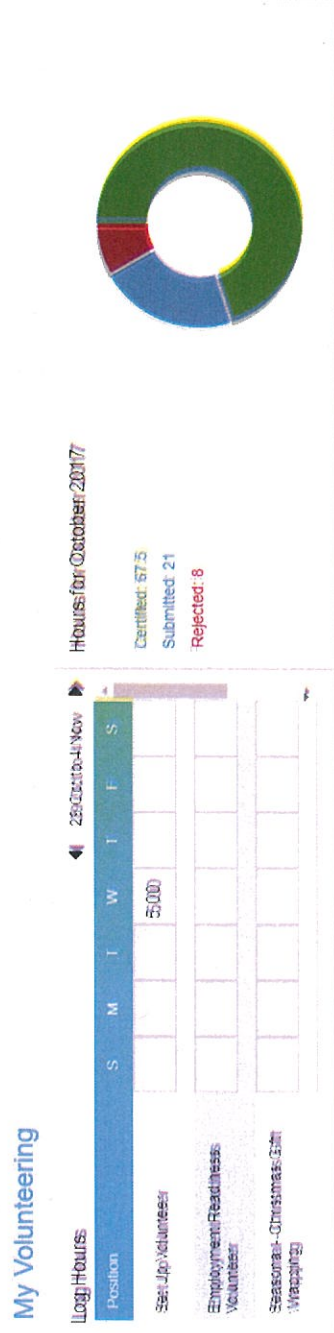 My Volunteering
Log Hours
29 Oct to 4 Nov
Position S M T W T F S
Set Up Volunteer 5.00
Employment Readiness
Volunteer
Seasonal - Christmas Gift
Wrapping
Hours for October 2017
Certified: 67.5
Submitted: 21
Rejected: 8